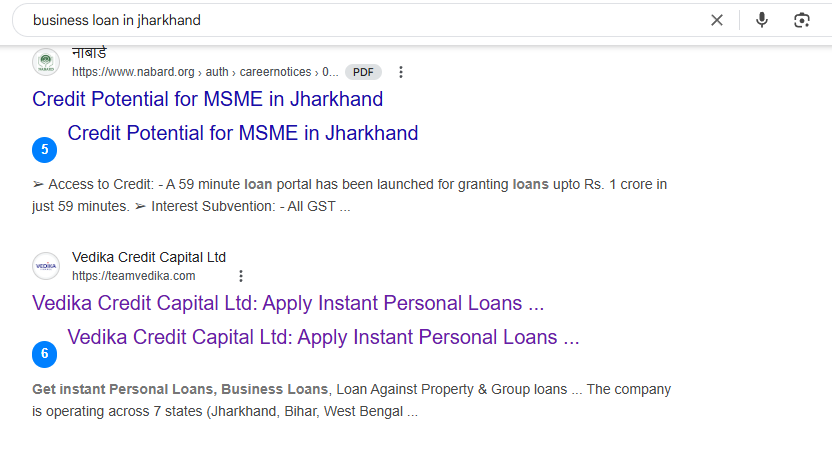 business loan in jharkhand
नाबार्ड
https://www.nabard.org › auth › careernotices › 0... PDF
Credit Potential for MSME in Jharkhand
Credit Potential for MSME in Jharkhand
5
➢ Access to Credit: - A 59 minute loan portal has been launched for granting loans upto Rs. 1 crore in
just 59 minutes. ➢ Interest Subvention: - All GST ...
VEDIKA
Vedika Credit Capital Ltd
https://teamvedika.com
Vedika Credit Capital Ltd: Apply Instant Personal Loans ...
Vedika Credit Capital Ltd: Apply Instant Personal Loans ...
6
Get instant Personal Loans, Business Loans, Loan Against Property & Group loans ... The company
is operating across 7 states (Jharkhand, Bihar, West Bengal ...